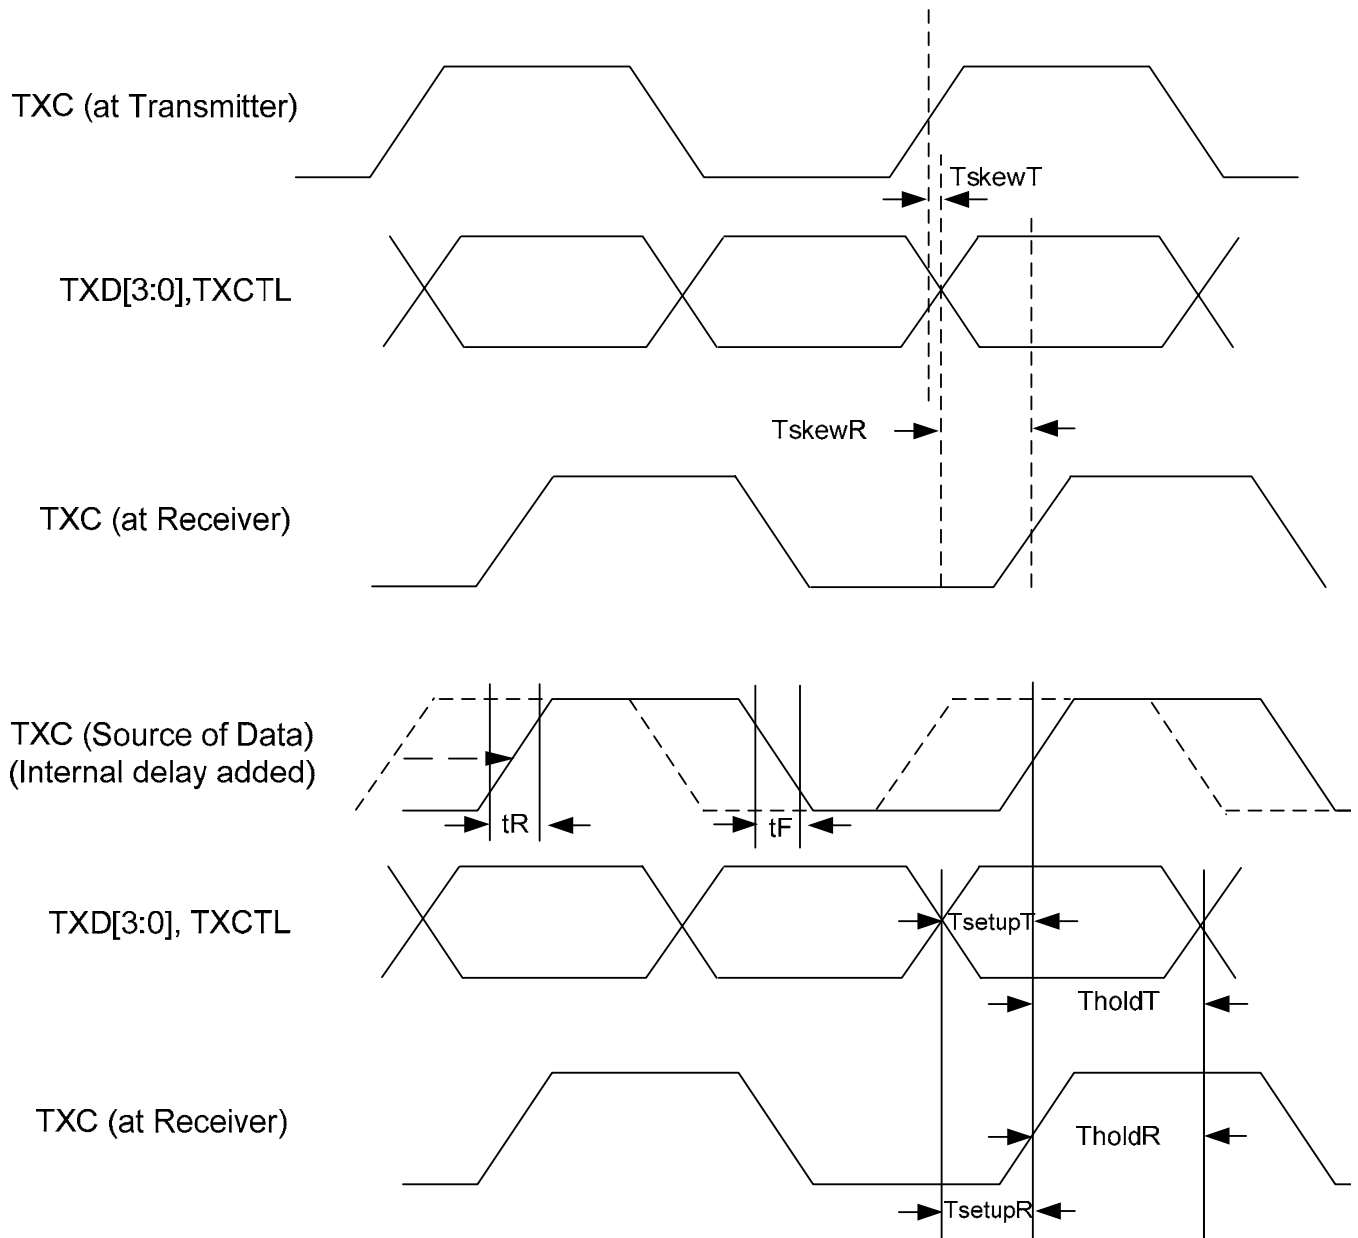 TXC (at Transmitter)
TskewT
TXD[3:0],TXCTL
TskewR
TXC (at Receiver)
TXC (Source of Data)
(Internal delay added)
tR
tF
TXD[3:0], TXCTL
TsetupT
TholdT
TXC (at Receiver)
TholdR
TsetupR